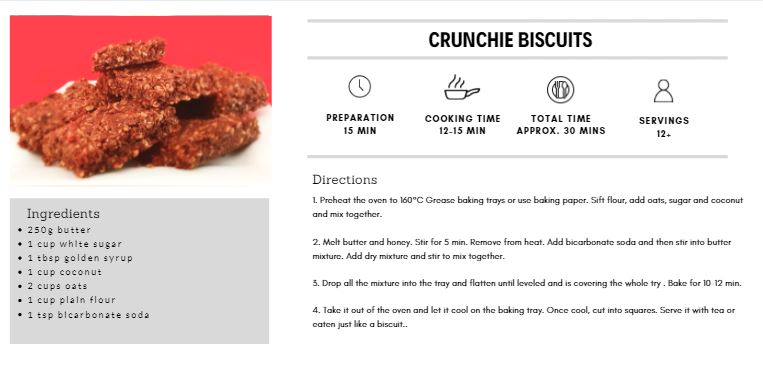 CRUNCHIE BISCUITS
PREPARATION
15 MIN
COOKING TIME
12-15 MIN
TOTAL TIME
APPROX. 30 MINS
SERVINGS
12+
Ingredients
• 250g butter
• 1 cup white sugar
• 1 tbsp golden syrup
• 1 cup coconut
• 2 cups oats
• 1 cup plain flour
• 1 tsp bicarbonate soda
Directions
1. Preheat the oven to 160°C Grease baking trays or use baking paper. Sift flour, add oats, sugar and coconut
and mix together.
2. Melt butter and honey. Stir for 5 min. Remove from heat. Add bicarbonate soda and then stir into butter
mixture. Add dry mixture and stir to mix together.
3. Drop all the mixture into the tray and flatten until leveled and is covering the whole try . Bake for 10-12 min.
4. Take it out of the oven and let it cool on the baking tray. Once cool, cut into squares. Serve it with tea or
eaten just like a biscuit..